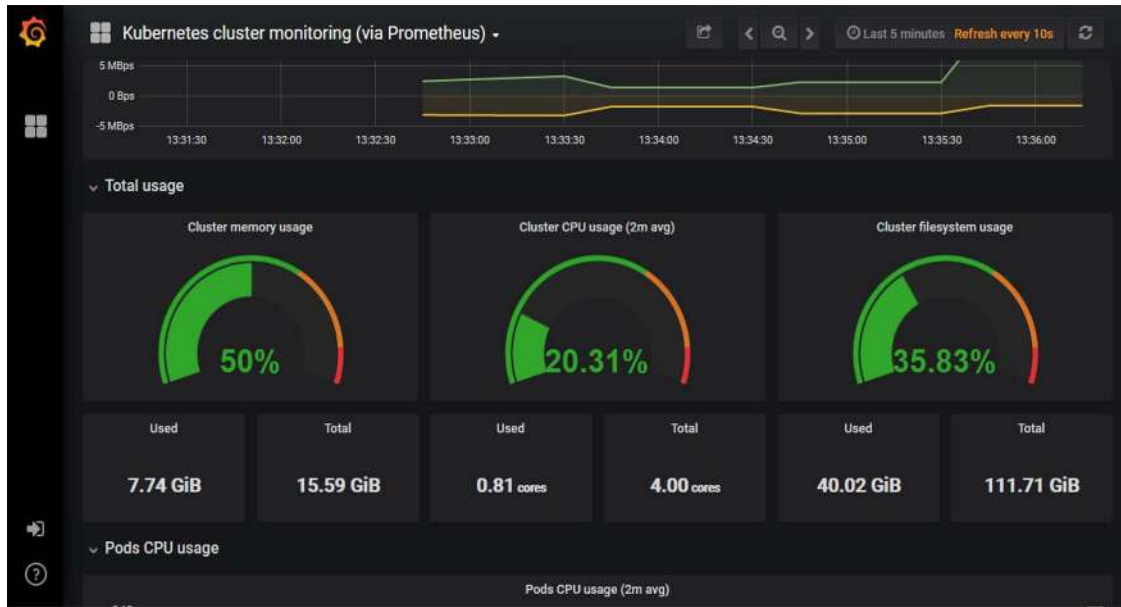 Kubernetes cluster monitoring (via Prometheus)
Last 5 minutes Refresh every 10s
5 MBps
0 Bps
-5 MBps
13:31:30 13:32:00 13:32:30 13:33:00 13:33:30 13:34:00 13:34:30 13:35:00 13:35:30 13:36:00
Total usage
Cluster memory usage Cluster CPU usage (2m avg) Cluster filesystem usage
50% 20.31% 35.83%
Used Total Used Total Used Total
7.74 GiB 15.59 GiB 0.81 cores 4.00 cores 40.02 GiB 111.71 GiB
Pods CPU usage
Pods CPU usage (2m avg)